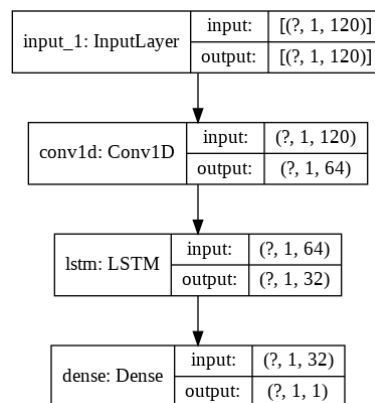 input_1: InputLayer
input:
[(?, 1, 120)]
output:
[(?, 1, 120)]
conv1d: Conv1D
input:
(?, 1, 120)
output:
(?, 1, 64)
lstm: LSTM
input:
(?, 1, 64)
output:
(?, 1, 32)
dense: Dense
input:
(?, 1, 32)
output:
(?, 1, 1)